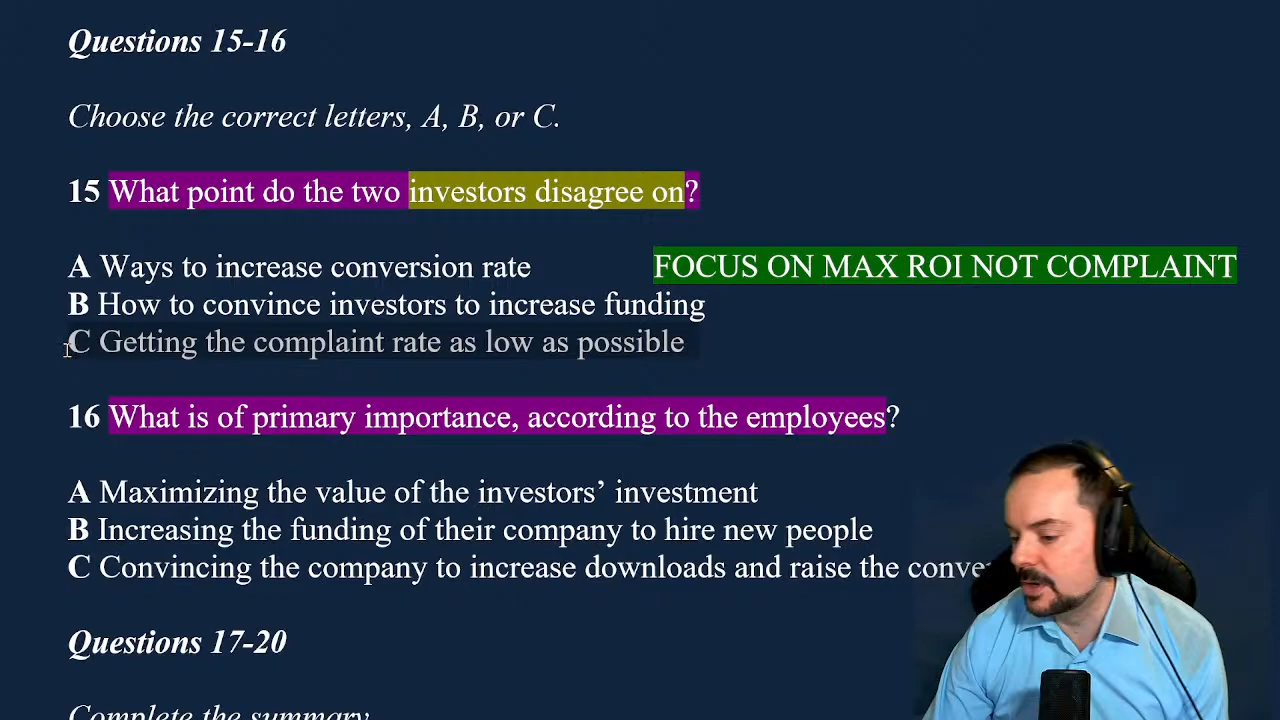 Questions 15-16
Choose the correct letters, A, B, or C.
15 What point do the two investors disagree on?
A Ways to increase conversion rate
FOCUS ON MAX ROI NOT COMPLAINT
B How to convince investors to increase funding
C Getting the complaint rate as low as possible
16 What is of primary importance, according to the employees?
A Maximizing the value of the investors’ investment
B Increasing the funding of their company to hire new people
C Convincing the company to increase downloads and raise the
Questions 17-20
Complete the summary